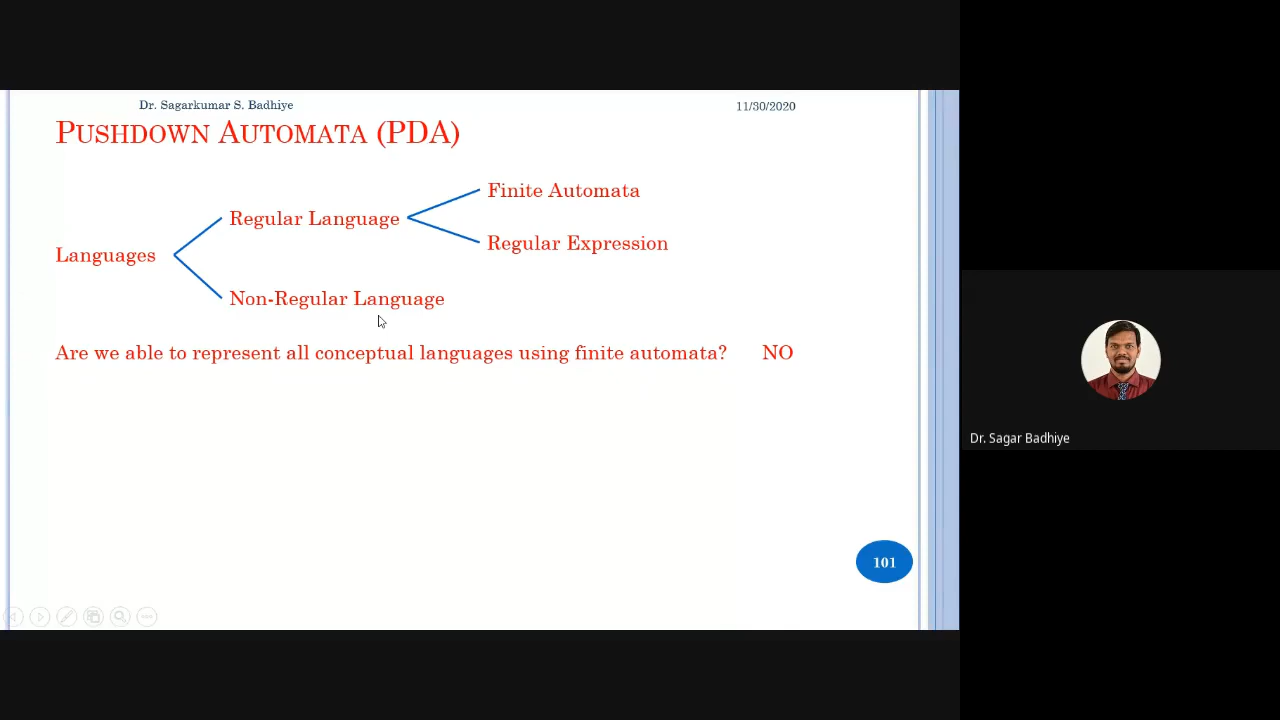 Dr. Sagarkumar S. Badhiye
11/30/2020
PUSHDOWN AUTOMATA (PDA)
Finite Automata
Regular Language
Regular Expression
Languages
Non-Regular Language
Are we able to represent all conceptual languages using finite automata? NO
101
Dr. Sagar Badhiye